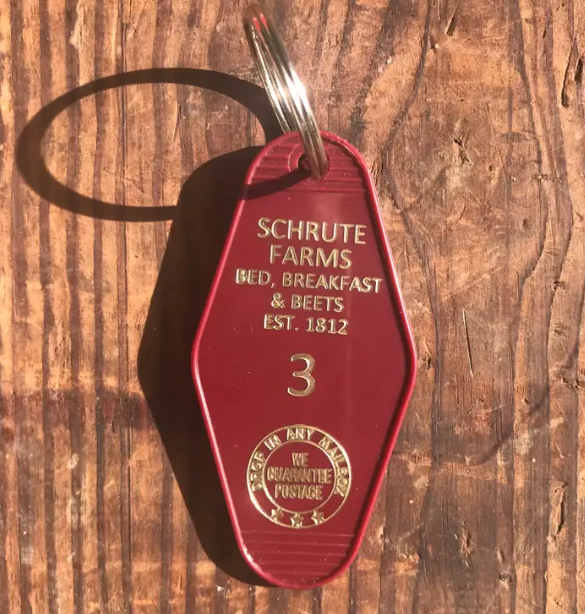 SCHRUTE
FARMS
BED, BREAKFAST
& BEETS
EST. 1812
3
DROP IN ANY MAILBOX
WE
GUARANTEE
POSTAGE